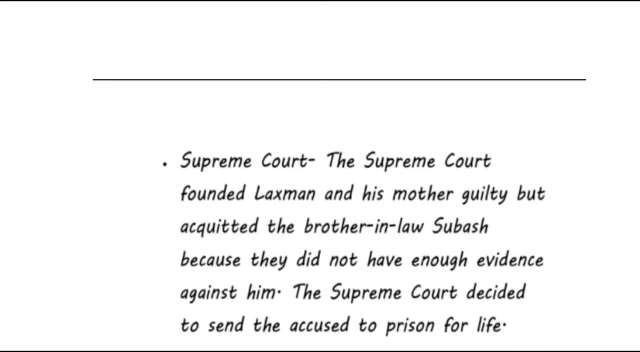 . Supreme Court- The Supreme Court
founded Laxman and his mother guilty but
acquitted the brother-in-law Subash
because they did not have enough evidence
against him. The Supreme Court decided
to send the accused to prison for life.